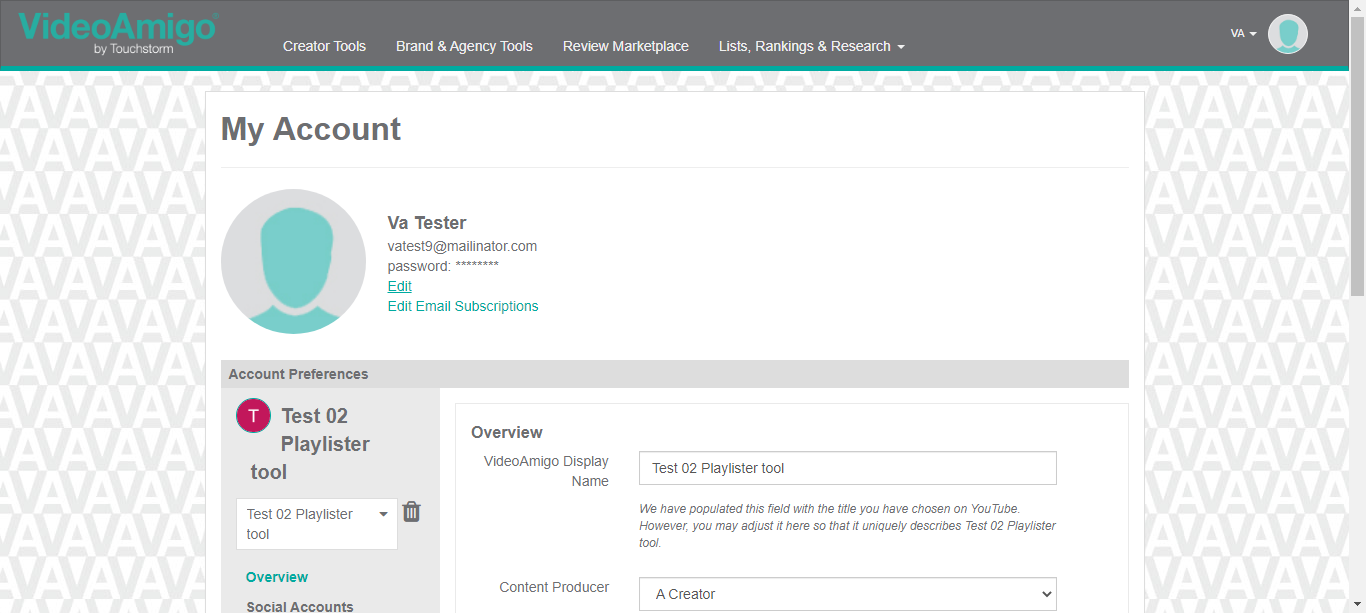 VideoAmigo
by Touchstorm
Creator Tools Brand & Agency Tools Review Marketplace Lists, Rankings & Research VA
My Account
Va Tester
vatest9@mailinator.com
password: ********
Edit
Edit Email Subscriptions
Account Preferences
T
Test 02
Playlister
tool
Test 02 Playlister
tool
Overview
Social Accounts
Overview
VideoAmigo Display
Name
Test 02 Playlister tool
We have populated this field with the title you have chosen on YouTube.
However, you may adjust it here so that it uniquely describes Test 02 Playlister
tool.
Content Producer
A Creator